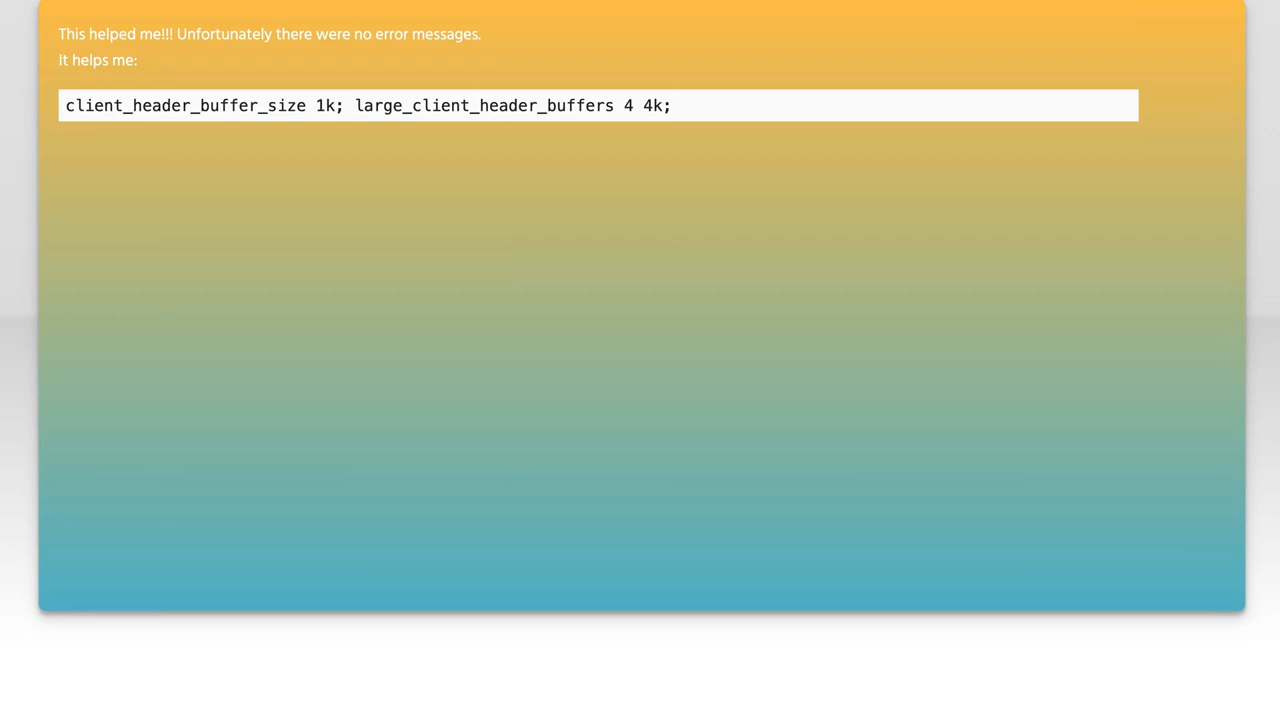 This helped me!!! Unfortunately there were no error messages.
It helps me:
client_header_buffer_size 1k; large_client_header_buffers 4 4k;